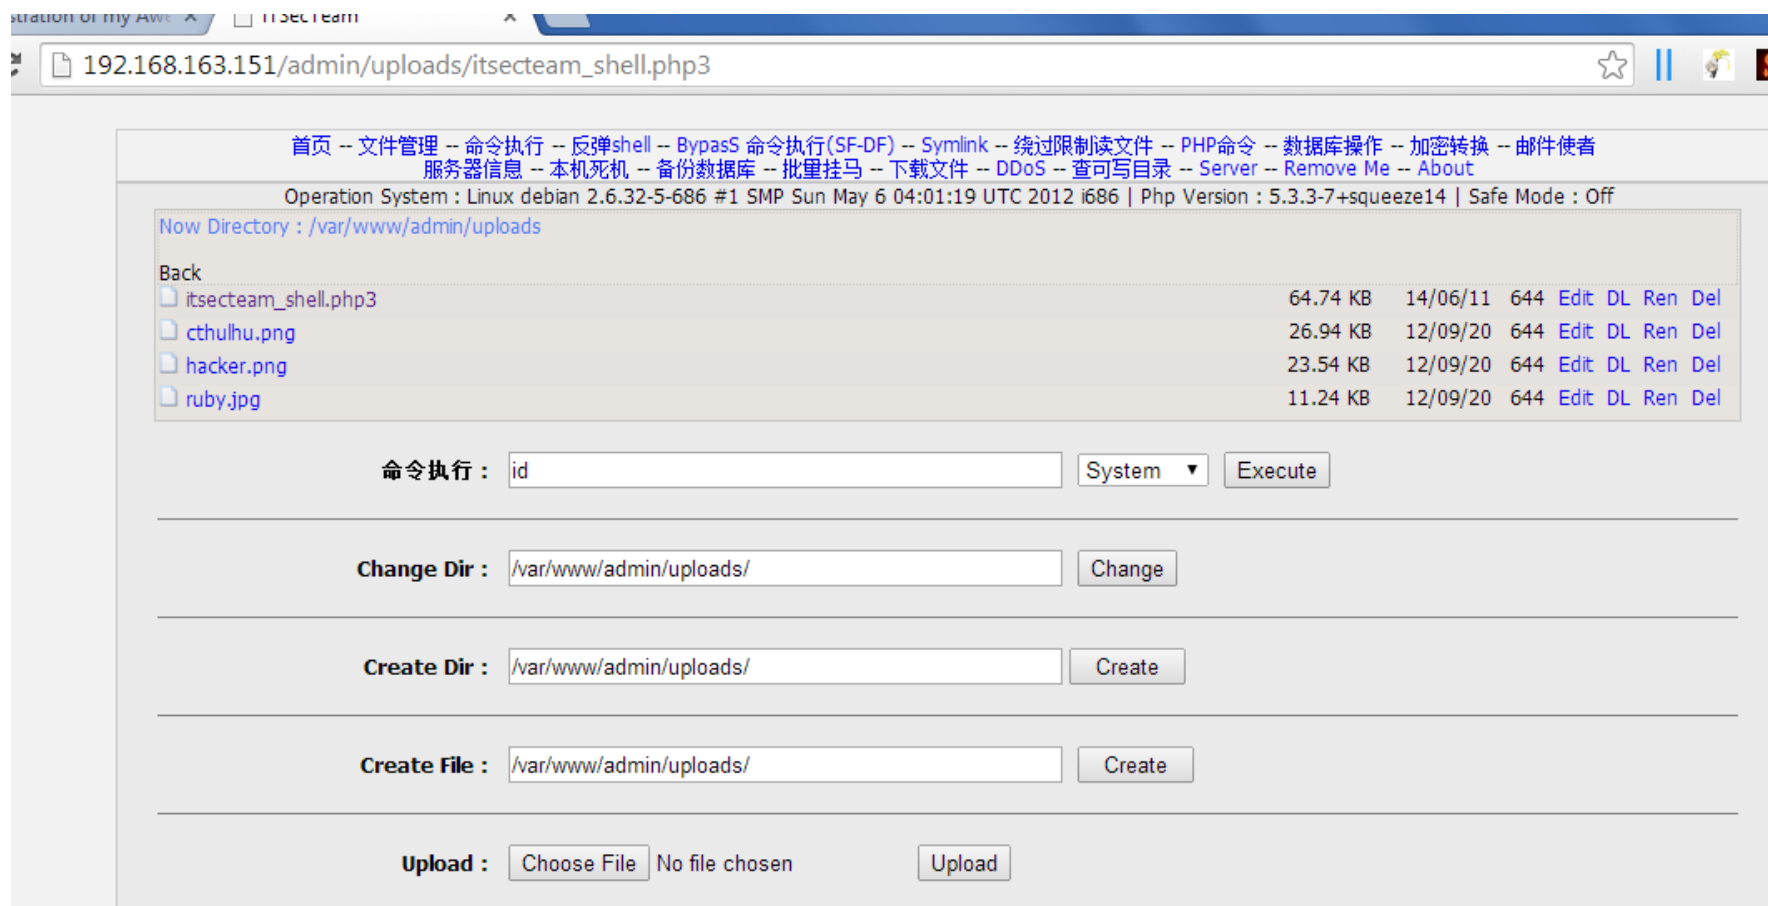 stration of my Awe × ITSecTeam ×
192.168.163.151/admin/uploads/itsecteam_shell.php3
首页 -- 文件管理 -- 命令执行 -- 反弹shell -- BypasS 命令执行(SF-DF) -- Symlink -- 绕过限制读文件 -- PHP命令 -- 数据库操作 -- 加密转换 -- 邮件使者
服务器信息 -- 本机死机 -- 备份数据库 -- 批量挂马 -- 下载文件 -- DDoS -- 查可写目录 -- Server -- Remove Me -- About
Operation System : Linux debian 2.6.32-5-686 #1 SMP Sun May 6 04:01:19 UTC 2012 i686 | Php Version : 5.3.3-7+squeeze14 | Safe Mode : Off
Now Directory : /var/www/admin/uploads
Back
itsecteam_shell.php3 64.74 KB 14/06/11 644 Edit DL Ren Del
cthulhu.png 26.94 KB 12/09/20 644 Edit DL Ren Del
hacker.png 23.54 KB 12/09/20 644 Edit DL Ren Del
ruby.jpg 11.24 KB 12/09/20 644 Edit DL Ren Del
命令执行 : id System Execute
Change Dir : /var/www/admin/uploads/ Change
Create Dir : /var/www/admin/uploads/ Create
Create File : /var/www/admin/uploads/ Create
Upload : Choose File No file chosen Upload